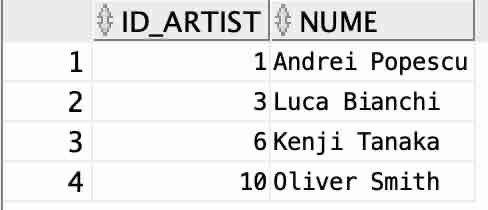 ID_ARTIST NUME
1 1 Andrei Popescu
2 3 Luca Bianchi
3 6 Kenji Tanaka
4 10 Oliver Smith